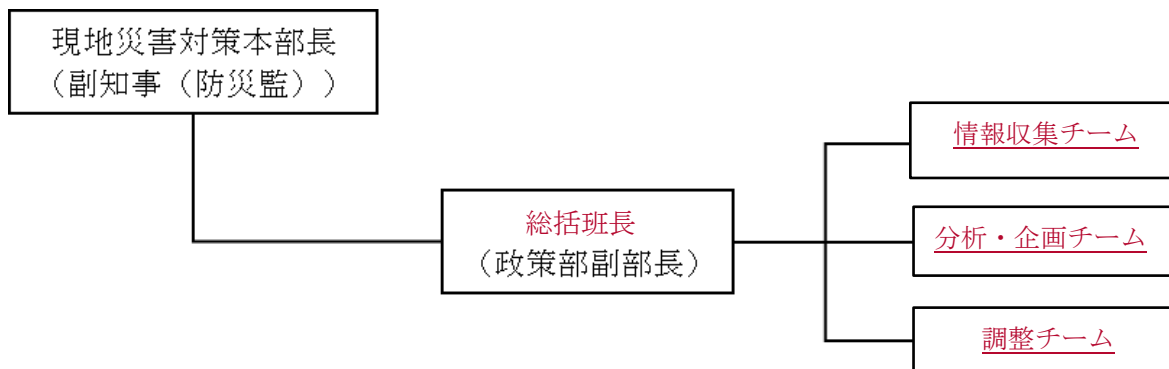 現地災害対策本部長
（副知事（防災監））
総括班長
（政策部副部長）
情報収集チーム
分析・企画チーム
調整チーム